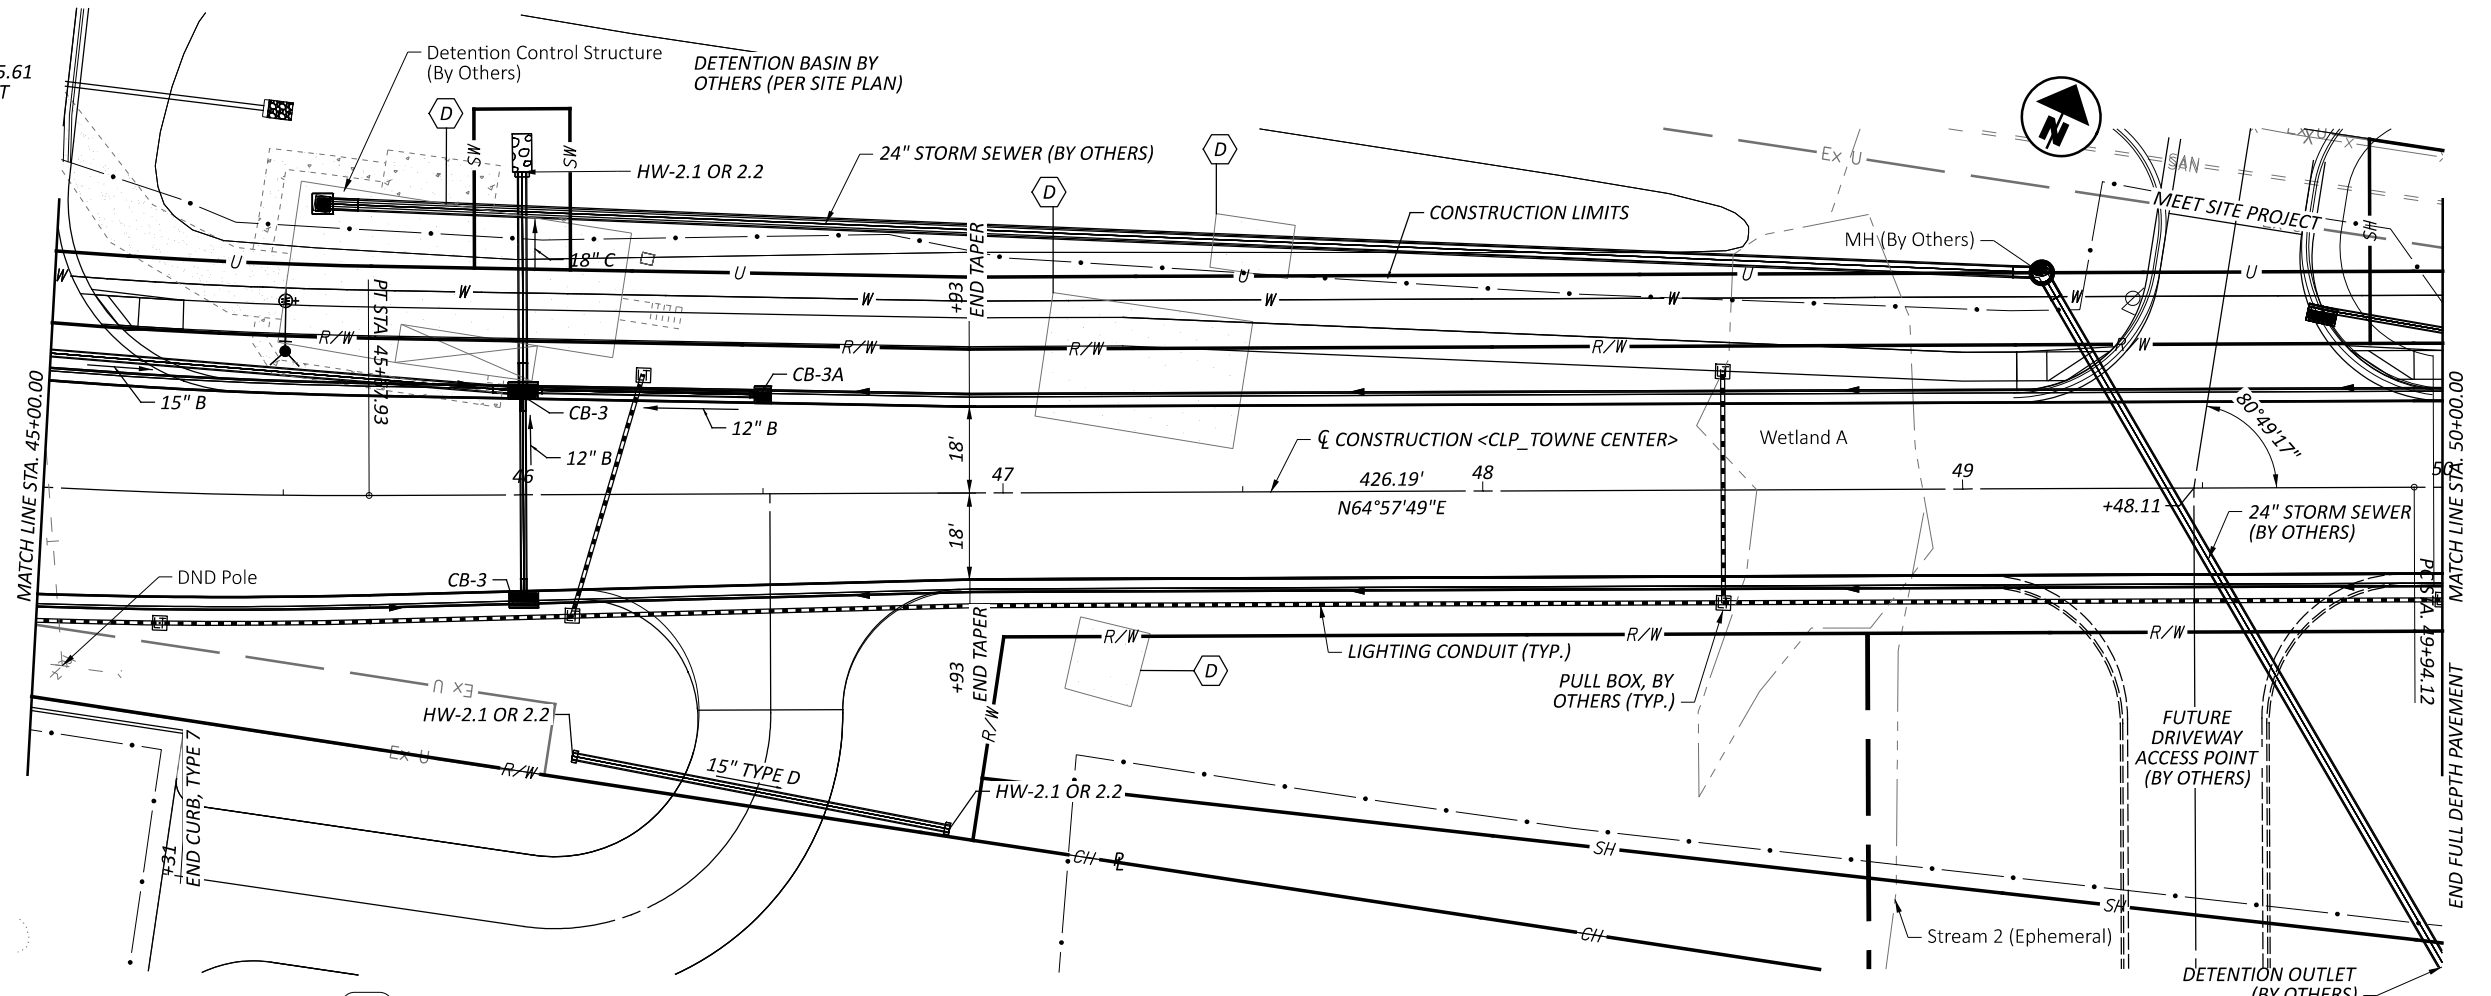 5.61
T
Detention Control Structure
(By Others)
DETENTION BASIN BY
OTHERS (PER SITE PLAN)
D
SW
SW
24" STORM SEWER (BY OTHERS)
HW-2.1 OR 2.2
D
D
CONSTRUCTION LIMITS
N
Ex U
SAN
Ex U
X
x
MEET SITE PROJECT
SH
MH (By Others)
18" C
U
U
U
U
U
W
W
W
W
W
W
+93
END TAPER
PT STA. 45+67.93
R/W
R/W
R/W
R/W
R/W
15" B
CB-3A
CB-3
12" B
12" B
18'
18'
℄ CONSTRUCTION <CLP_TOWNE CENTER>
Wetland A
80°49'17"
46
47
48
49
50
426.19'
N64°57'49"E
+48.11
24" STORM SEWER
(BY OTHERS)
MATCH LINE STA. 45+00.00
MATCH LINE STA. 50+00.00
DND Pole
CB-3
+93
END TAPER
R/W
R/W
R/W
R/W
LIGHTING CONDUIT (TYP.)
D
PULL BOX, BY
OTHERS (TYP.)
PC STA. 49+94.12
END FULL DEPTH PAVEMENT
FUTURE
DRIVEWAY
ACCESS POINT
(BY OTHERS)
Ex U
HW-2.1 OR 2.2
Ex U
R/W
15" TYPE D
HW-2.1 OR 2.2
+31
END CURB, TYPE 7
CH
℄
SH
SH
CH
Stream 2 (Ephemeral)
DETENTION OUTLET
(BY OTHERS)